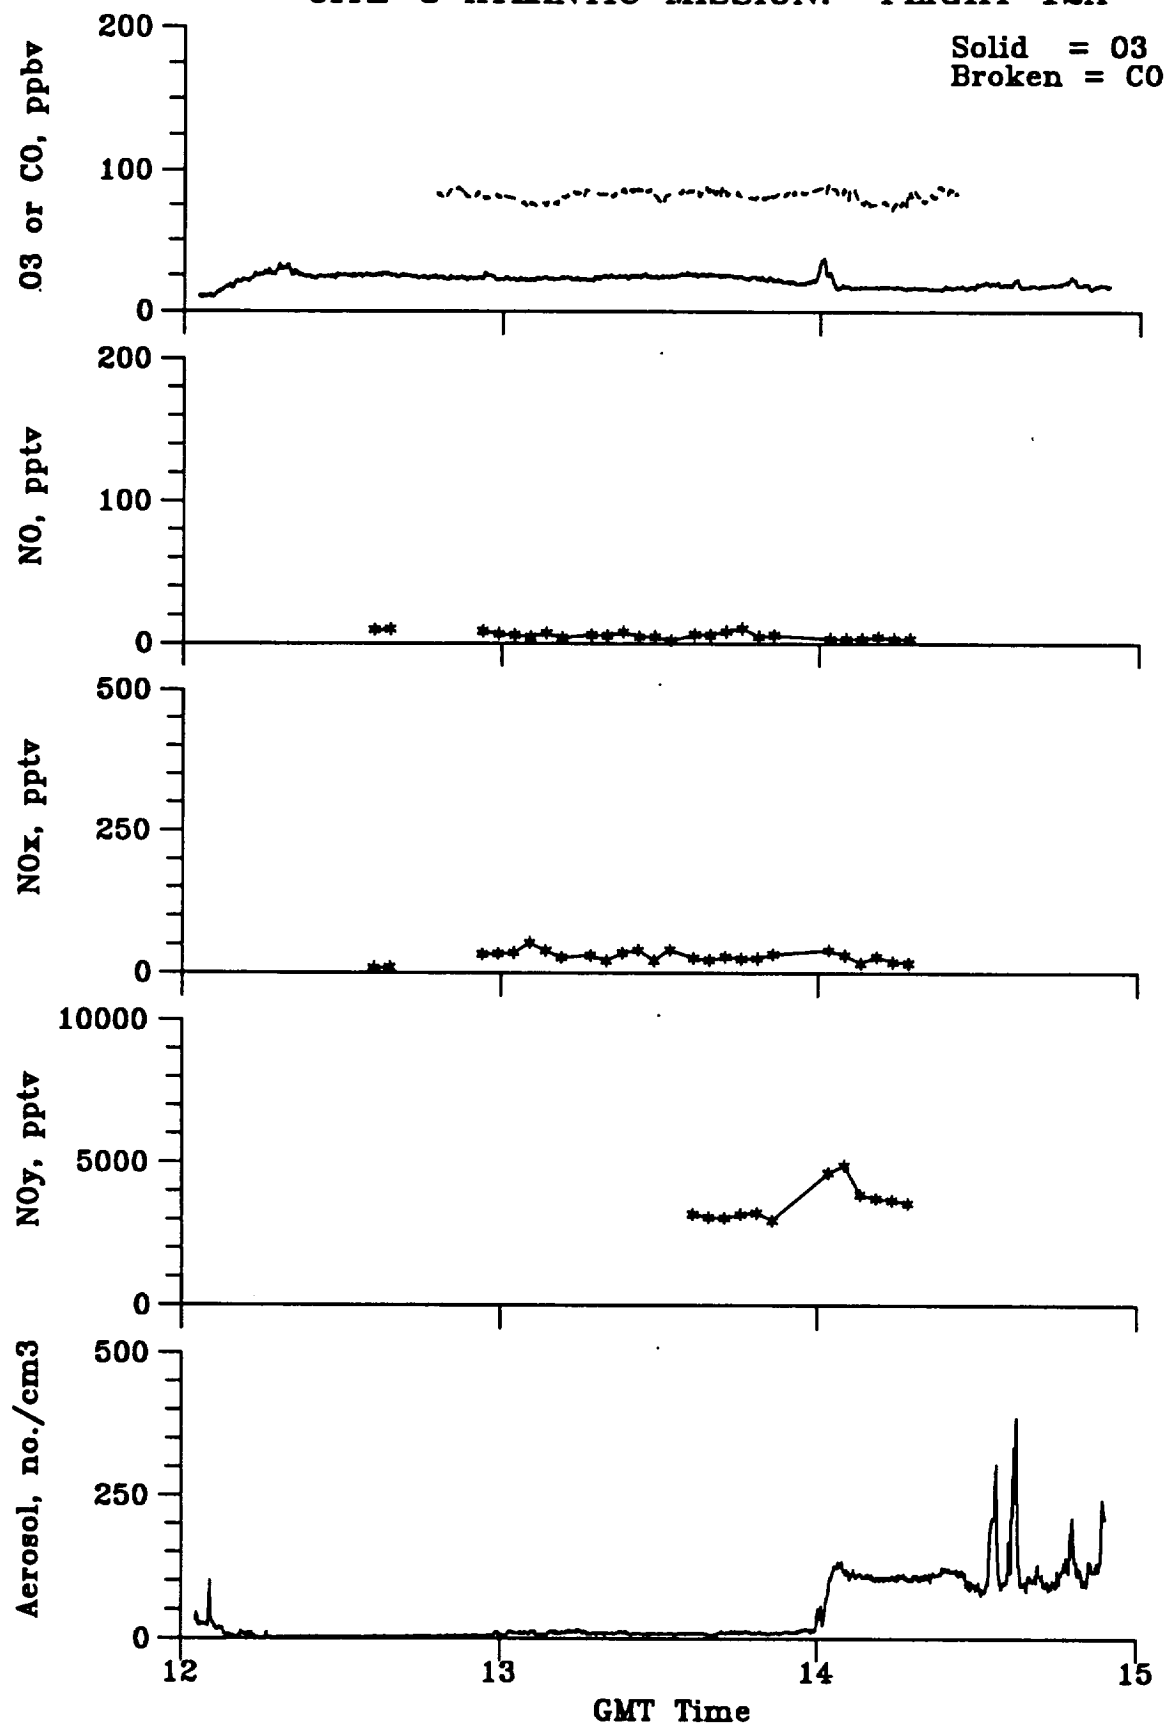 Solid = O3
Broken = CO
O3 or CO, ppbv
200
100
0
NO, pptv
200
100
0
NOx, pptv
500
250
0
NOy, pptv
10000
5000
0
Aerosol, no./cm3
500
250
0
12 13 14 15
GMT Time